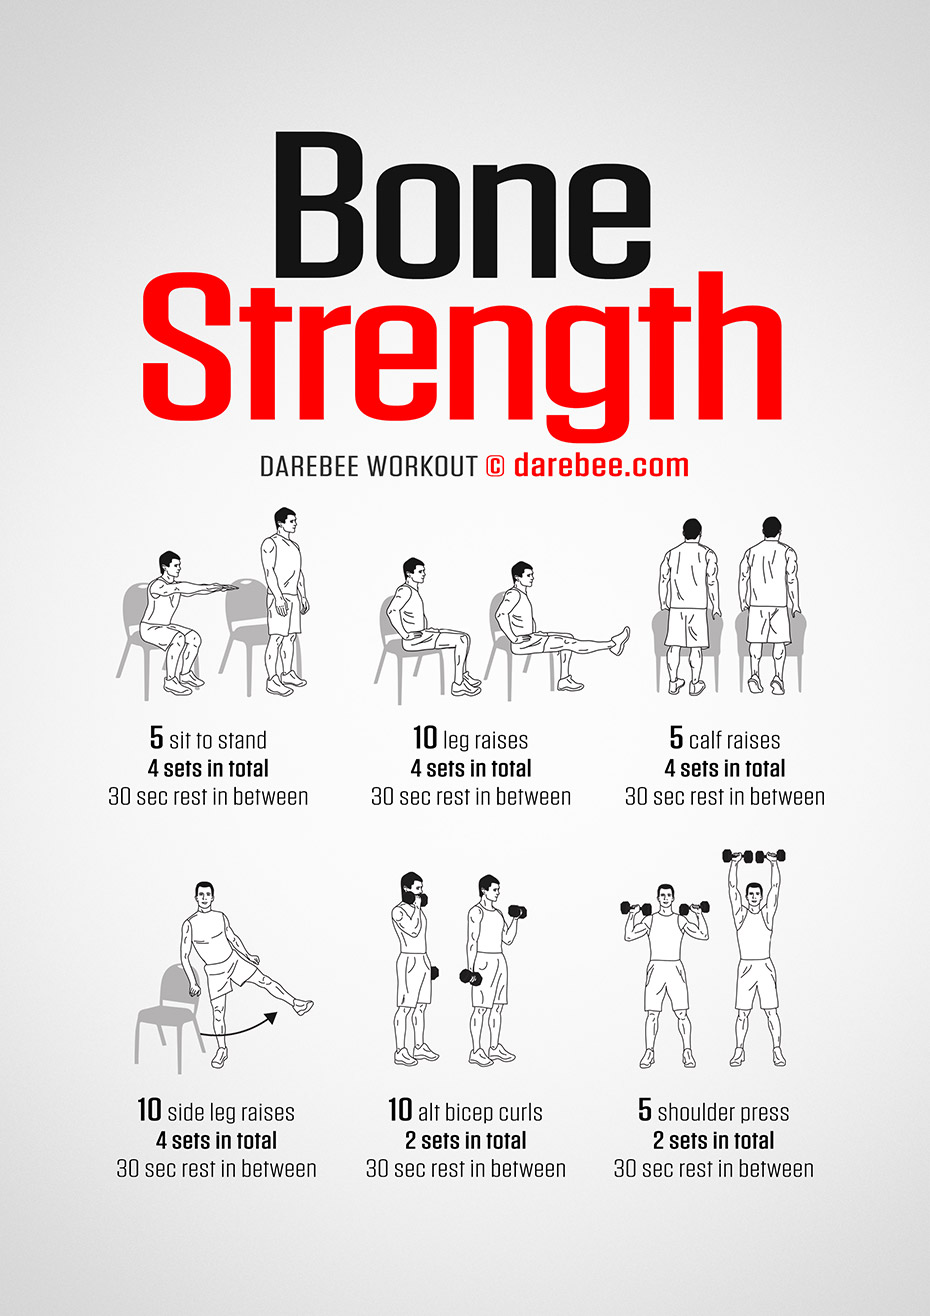 Bone
Strength
DAREBEE WORKOUT © darebee.com
5 sit to stand
4 sets in total
30 sec rest in between
10 leg raises
4 sets in total
30 sec rest in between
5 calf raises
4 sets in total
30 sec rest in between
10 side leg raises
4 sets in total
30 sec rest in between
10 alt bicep curls
2 sets in total
30 sec rest in between
5 shoulder press
2 sets in total
30 sec rest in between